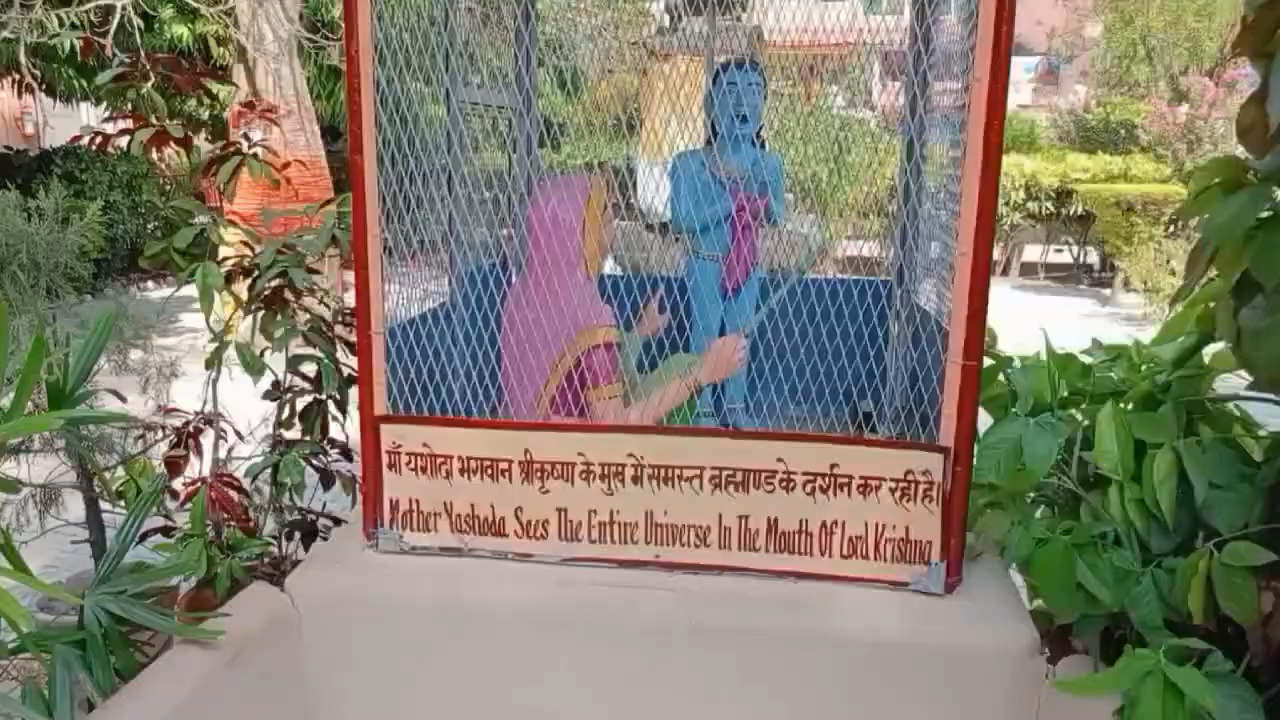 माँ यशोदा भगवान श्रीकृष्ण के मुख में समस्त ब्रह्माण्ड के दर्शन कर रही है।
Mother Yashoda Sees The Entire Universe In The Mouth Of Lord Krishna